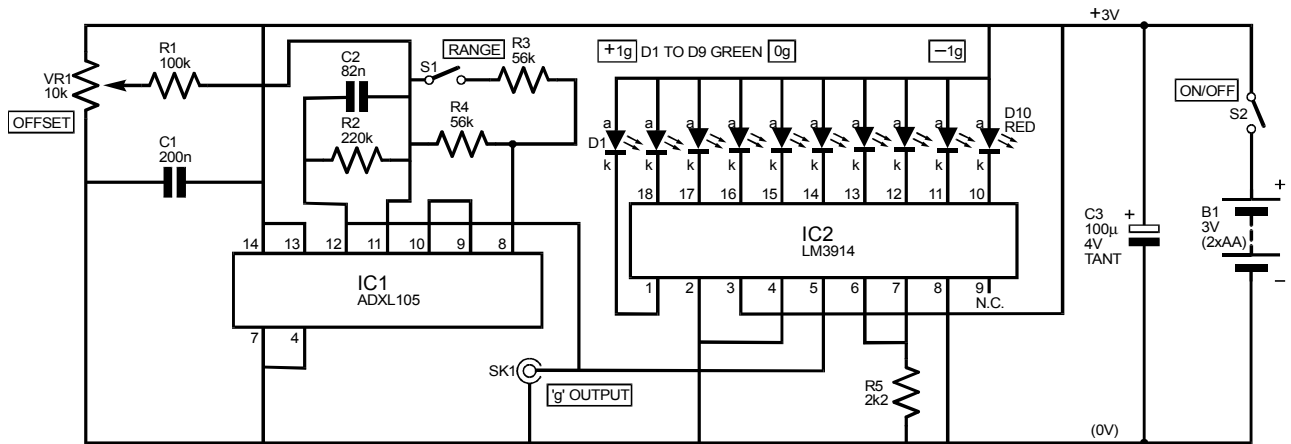 +3V
VR1
10k
OFFSET
R1
100k
C1
200n
C2
82n
R2
220k
S1
RANGE
R3
56k
R4
56k
+1g D1 TO D9 GREEN 0g −1g
a a a a a a a a a a
D10
RED
D1
k k k k k k k k k k
ON/OFF
S2
18 17 16 15 14 13 12 11 10
IC2
LM3914
1 2 3 4 5 6 7 8 9
N.C.
14 13 12 11 10 9 8
IC1
ADXL105
7 4
C3
100µ
4V
TANT
+
B1
3V
(2xAA)
+
−
SK1
'g' OUTPUT
R5
2k2
(0V)